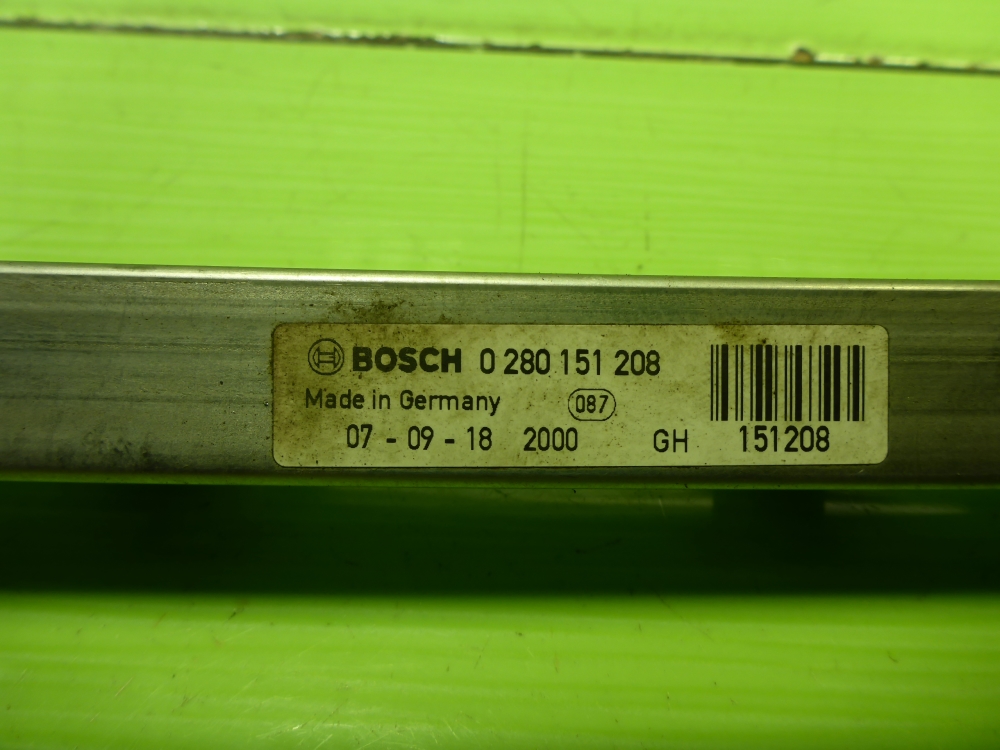 BOSCH 0 280 151 208
Made in Germany 087
07 - 09 - 18 2000 GH 151208